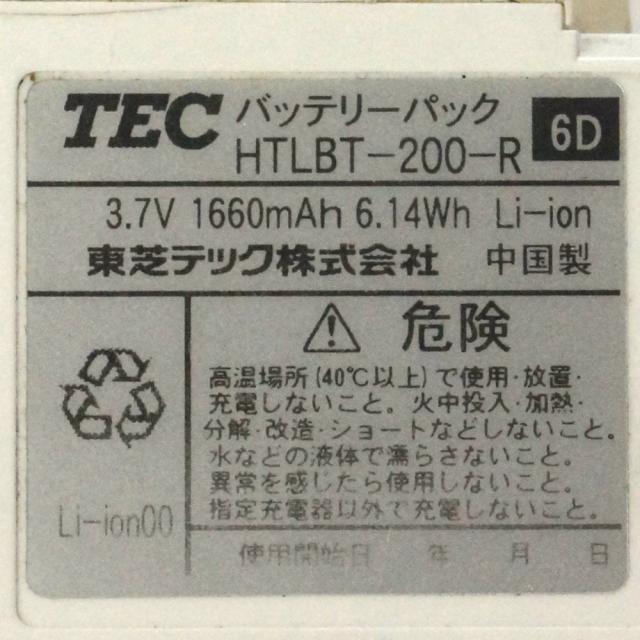 TEC バッテリーパック
HTLBT-200-R 6D
3.7V 1660mAh 6.14Wh Li-ion
東芝テック株式会社 中国製
危険
高温場所(40℃以上)で使用·放置·
充電しないこと。火中投入·加熱·
分解·改造·ショートなどしないこと。
水などの液体で濡らさないこと。
異常を感じたら使用しないこと。
指定充電器以外で充電しないこと。
Li-ion00
使用開始日 年 月 日